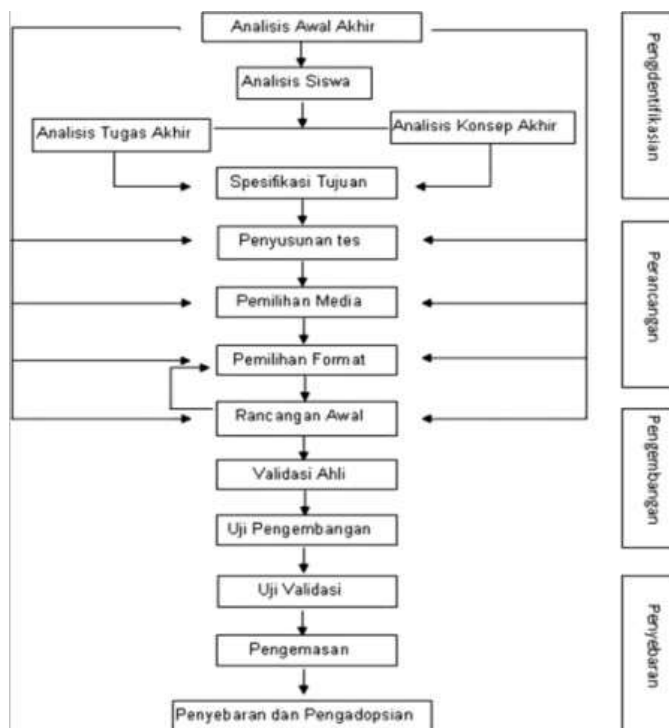 Analisis Awal Akhir
Analisis Siswa
Analisis Tugas Akhir
Analisis Konsep Akhir
Spesifikasi Tujuan
Penyusunan tes
Pemilihan Media
Pemilihan Format
Rancangan Awal
Validasi Ahli
Uji Pengembangan
Uji Validasi
Pengemasan
Penyebaran dan Pengadopsian
Pengidentifikasian
Perancangan
Pengembangan
Penyebaran